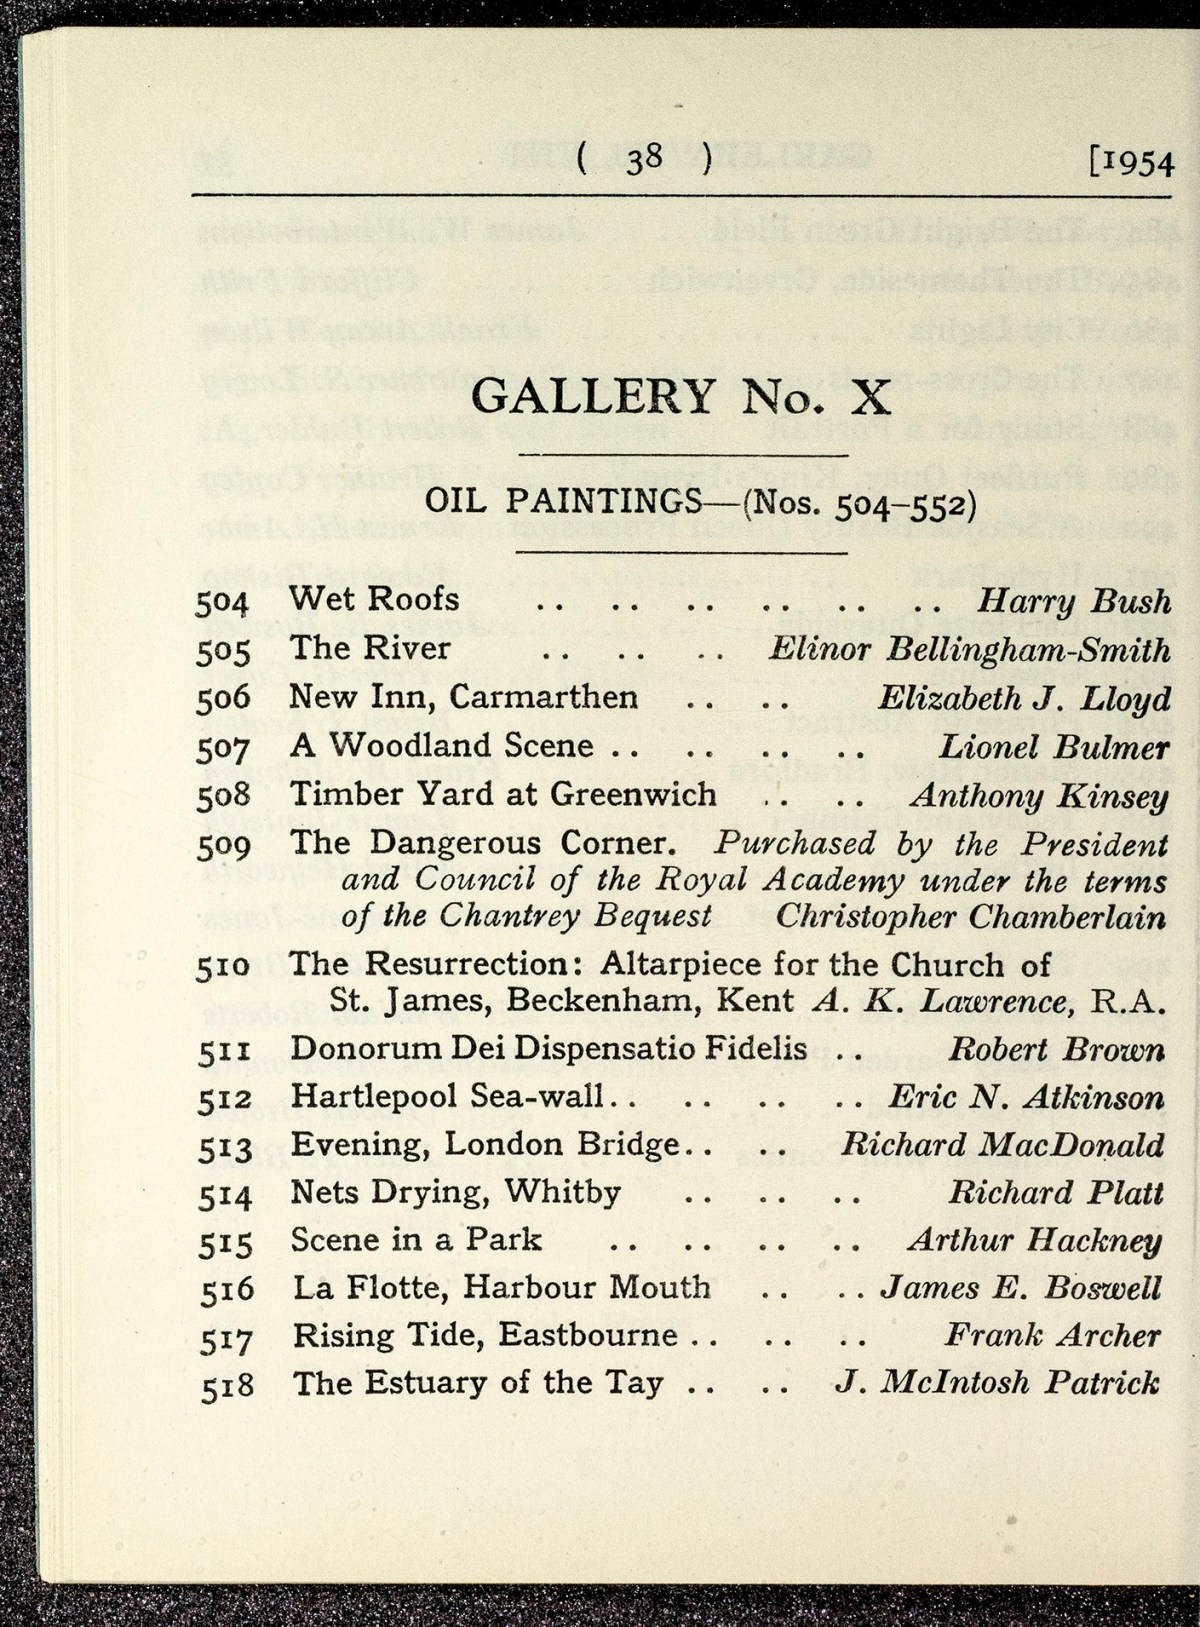 ( 38 ) [1954
GALLERY No. X
OIL PAINTINGS—(Nos. 504–552)
504 Wet Roofs .. .. .. .. .. .. Harry Bush
505 The River .. .. .. Elinor Bellingham-Smith
506 New Inn, Carmarthen .. .. Elizabeth J. Lloyd
507 A Woodland Scene .. .. .. .. Lionel Bulmer
508 Timber Yard at Greenwich .. .. Anthony Kinsey
509 The Dangerous Corner. Purchased by the President
and Council of the Royal Academy under the terms
of the Chantrey Bequest Christopher Chamberlain
510 The Resurrection: Altarpiece for the Church of
St. James, Beckenham, Kent A. K. Lawrence, R.A.
511 Donorum Dei Dispensatio Fidelis .. Robert Brown
512 Hartlepool Sea-wall .. .. .. .. Eric N. Atkinson
513 Evening, London Bridge .. .. Richard MacDonald
514 Nets Drying, Whitby .. .. .. Richard Platt
515 Scene in a Park .. .. .. .. Arthur Hackney
516 La Flotte, Harbour Mouth .. .. James E. Boswell
517 Rising Tide, Eastbourne .. .. .. Frank Archer
518 The Estuary of the Tay .. .. J. McIntosh Patrick